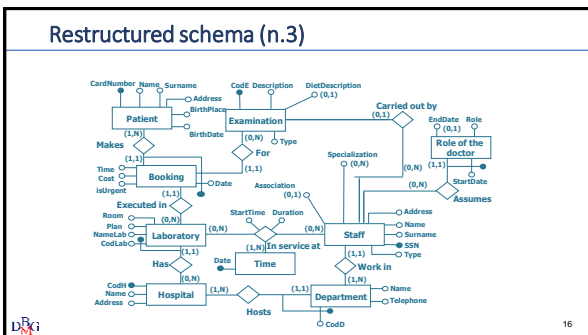 Restructured schema (n.3)
CardNumber Name Surname
Address
BirthPlace
BirthDate
Patient
(1,N)
Makes
(1,1)
CodE Description
DietDescription
(0,1)
Examination
(0,N)
Type
For
(1,1)
(0,1)
Carried out by
(0,N)
EndDate Role
(0,1)
Role of the doctor
(1,1)
StartDate
Assumes
(0,N)
Specialization
(0,N)
Association
(0,1)
Time
Cost
isUrgent
Booking
Date
(1,1)
Executed in
(0,N)
Room
Plan
NameLab
CodLab
Laboratory
(0,N)
StartTime Duration
(0,N)
In service at
(1,N)
Date
Time
Staff
Address
Name
Surname
SSN
Type
(1,1)
Work in
(1,N)
(1,1)
Has
(0,N)
CodH
Name
Address
Hospital
(1,N)
Hosts
(1,1)
Department
Name
Telephone
CodD
DBMG
16